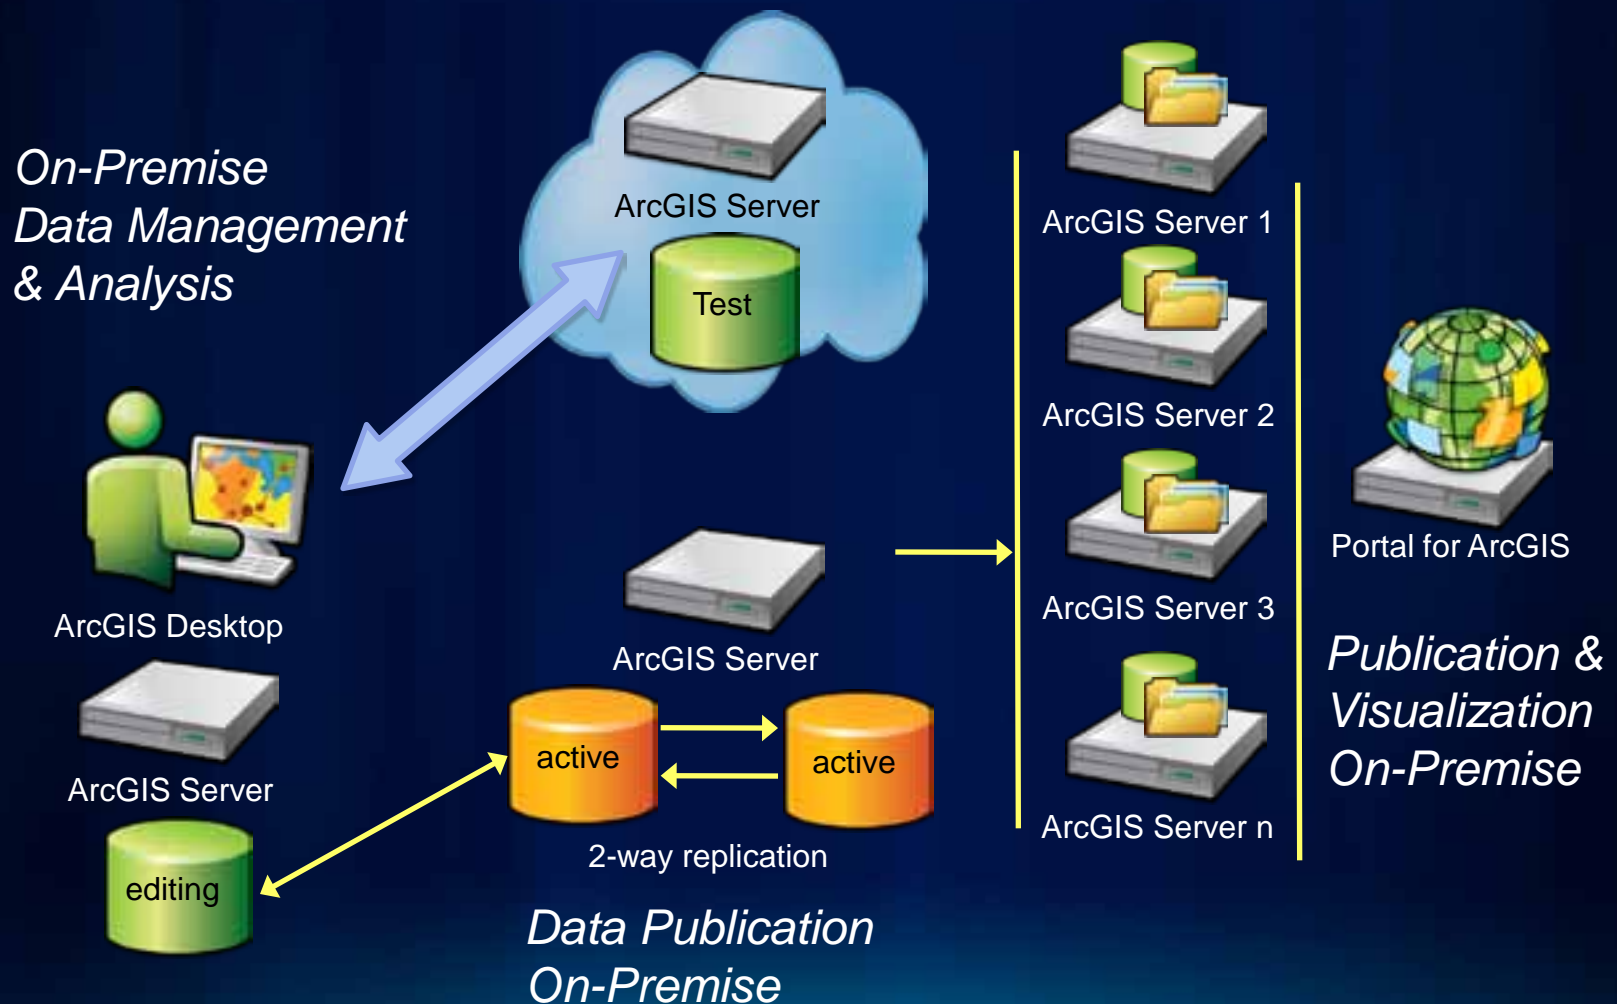 On-Premise
Data Management
& Analysis
ArcGIS Desktop
ArcGIS Server
editing
ArcGIS Server
Test
ArcGIS Server
active
active
2-way replication
Data Publication
On-Premise
ArcGIS Server 1
ArcGIS Server 2
ArcGIS Server 3
ArcGIS Server n
Portal for ArcGIS
Publication &
Visualization
On-Premise